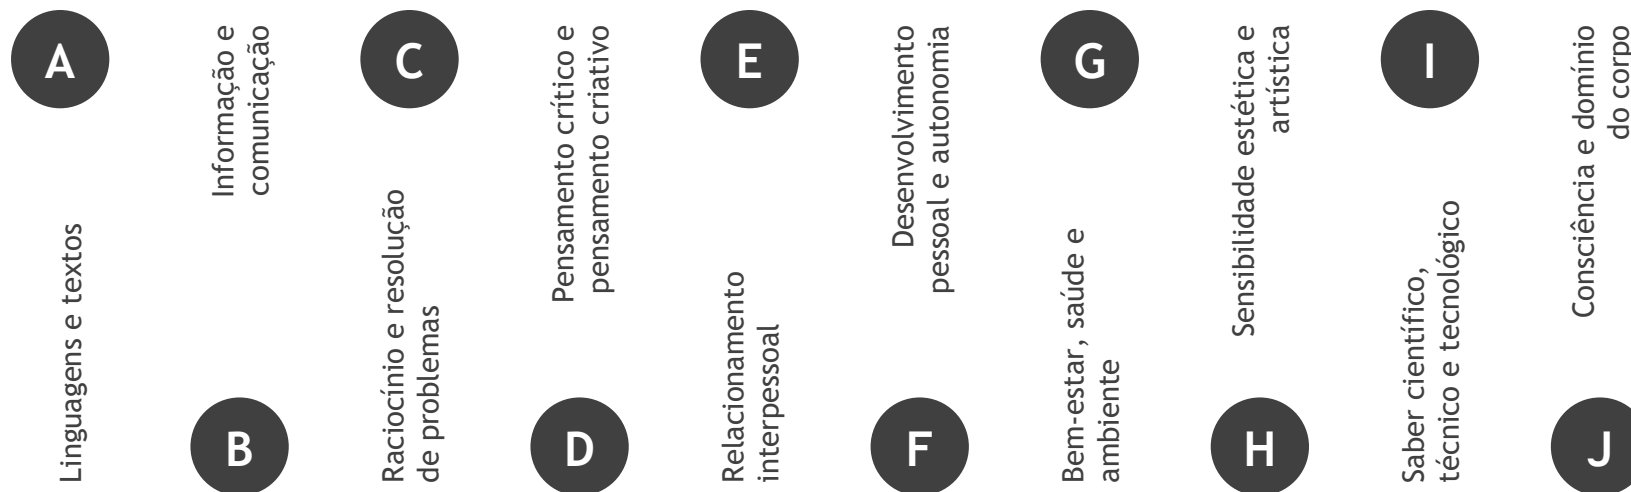 A
Linguagens e textos
Informação e
comunicação
B
C
Raciocínio e resolução
de problemas
Pensamento crítico e
pensamento criativo
D
E
Relacionamento
interpessoal
Desenvolvimento
pessoal e autonomia
F
G
Bem-estar, saúde e
ambiente
Sensibilidade estética e
artística
H
I
Saber científico,
técnico e tecnológico
Consciência e domínio
do corpo
J